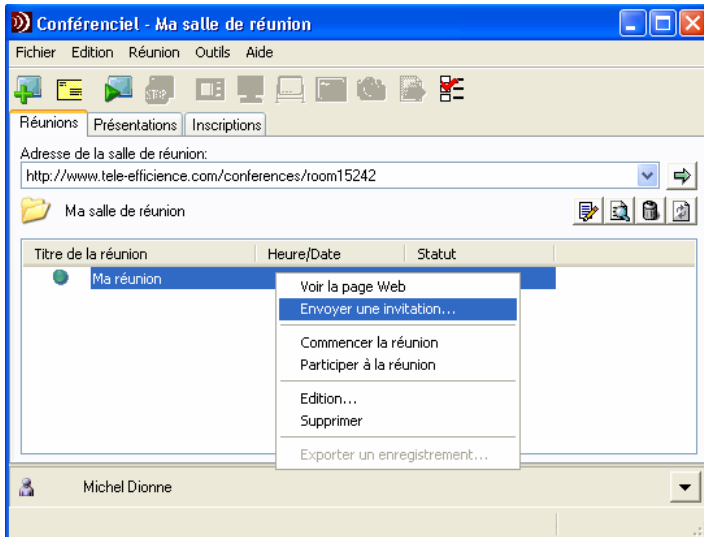 Conférenciel - Ma salle de réunion
Fichier Edition Réunion Outils Aide
STOP
Réunions Présentations Inscriptions
Adresse de la salle de réunion:
http://www.tele-efficience.com/conferences/room15242
Ma salle de réunion
Titre de la réunion Heure/Date Statut
Ma réunion
Voir la page Web
Envoyer une invitation...
Commencer la réunion
Participer à la réunion
Edition...
Supprimer
Exporter un enregistrement...
Michel Dionne